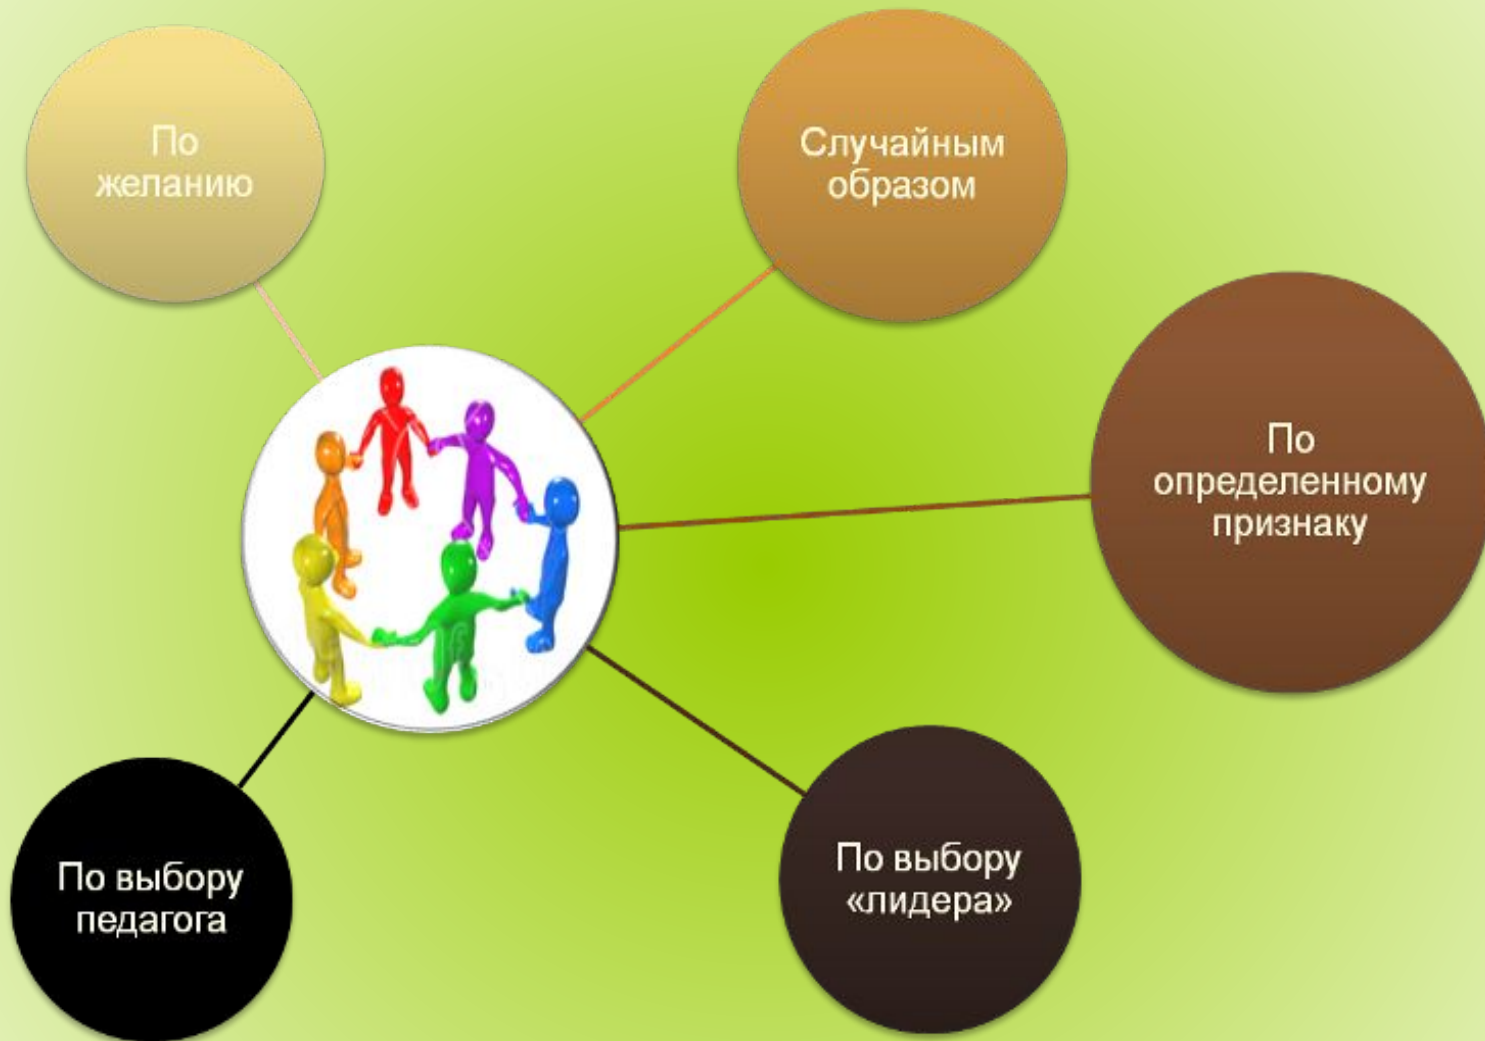 По
желанию
Случайным
образом
По
определенному
признаку
По выбору
«лидера»
По выбору
педагога